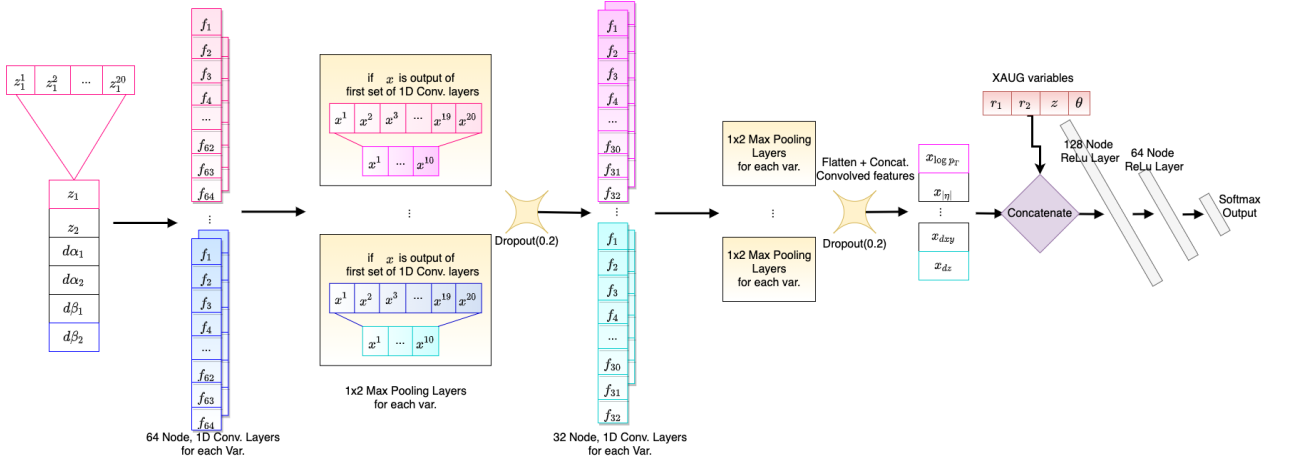 z_1^1 z_1^2 ... z_1^20
z_1
z_2
dα_1
dα_2
dβ_1
dβ_2
f_1
f_2
f_3
f_4
...
f_62
f_63
f_64
⋮
f_1
f_2
f_3
f_4
...
f_62
f_63
f_64
64 Node, 1D Conv. Layers
for each Var.
if x is output of
first set of 1D Conv. layers
x^1 x^2 x^3 ... x^19 x^20
x^1 ... x^10
⋮
if x is output of
first set of 1D Conv. layers
x^1 x^2 x^3 ... x^19 x^20
x^1 ... x^10
1x2 Max Pooling Layers
for each var.
Dropout(0.2)
f_1
f_2
f_3
f_4
...
f_30
f_31
f_32
⋮
f_1
f_2
f_3
f_4
...
f_30
f_31
f_32
32 Node, 1D Conv. Layers
for each Var.
1x2 Max Pooling
Layers
for each var.
⋮
1x2 Max Pooling
Layers
for each var.
Flatten + Concat.
Convolved features
Dropout(0.2)
x_log p_T
x_|η|
⋮
x_dxy
x_dz
XAUG variables
r_1 r_2 z θ
Concatenate
128 Node
ReLu Layer
64 Node
ReLu Layer
Softmax
Output